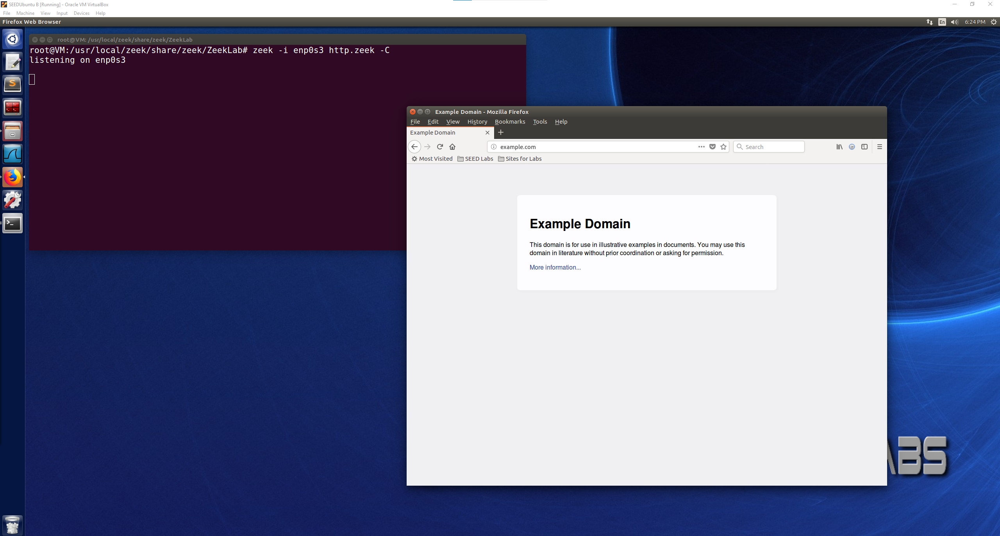 SEEDUbuntu B [Running] - Oracle VM VirtualBox
File Machine View Input Devices Help
Firefox Web Browser
En
6:24 PM
root@VM: /usr/local/zeek/share/zeek/ZeekLab
root@VM:/usr/local/zeek/share/zeek/ZeekLab# zeek -i enp0s3 http.zeek -C
listening on enp0s3
Example Domain - Mozilla Firefox
File Edit View History Bookmarks Tools Help
Example Domain
example.com
Search
Most Visited SEED Labs Sites for Labs
Example Domain
This domain is for use in illustrative examples in documents. You may use this
domain in literature without prior coordination or asking for permission.
More information...
ABS